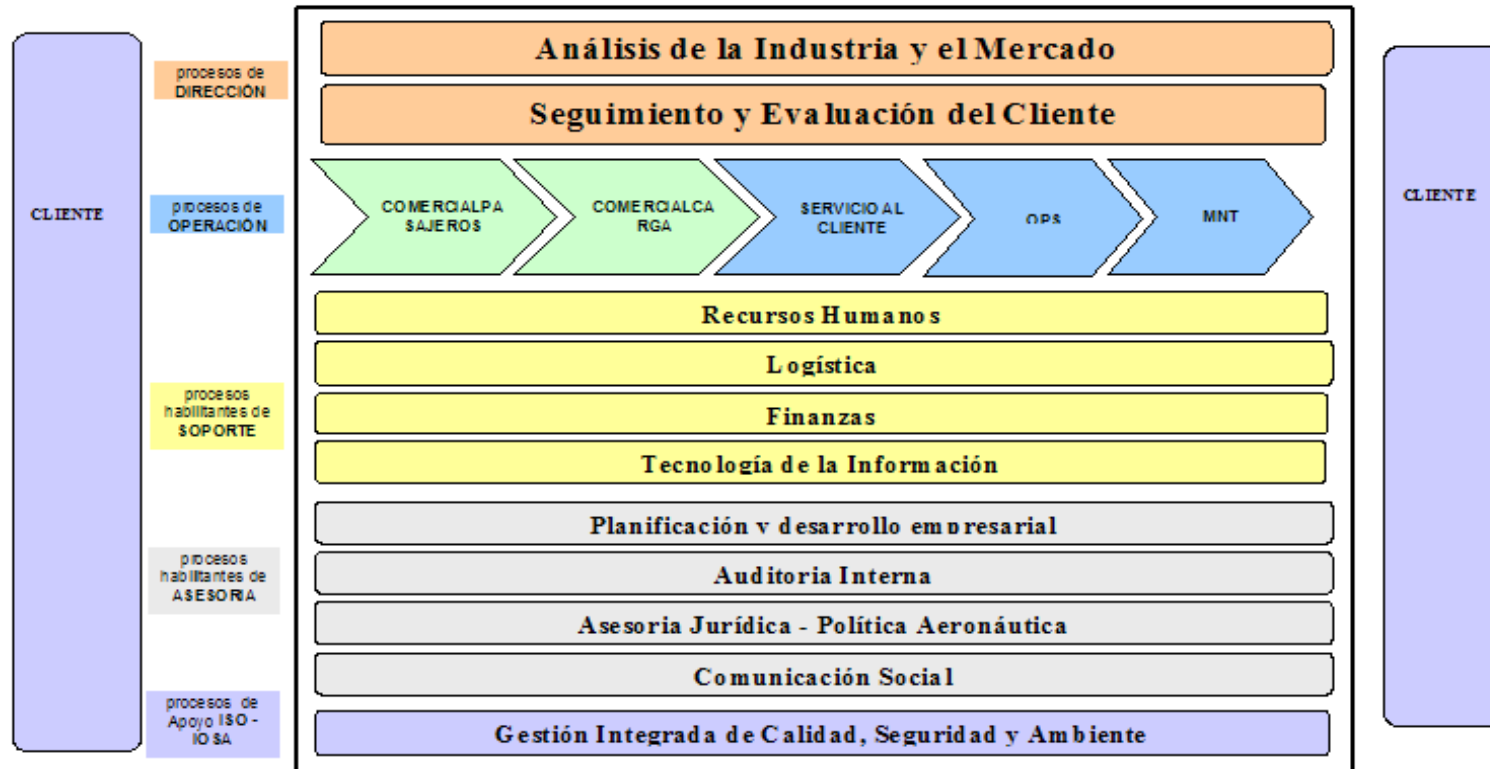 Análisis de la Industria y el Mercado
procesos de
DIRECCIÓN
Seguimiento y Evaluación del Cliente
CLIENTE
procesos de
OPERACIÓN
COMERCIALPA
SAJEROS
COMERCIALCA
RGA
SERVICIO AL
CLIENTE
OPS
MNT
CLIENTE
Recursos Humanos
Logística
procesos
habilitantes de
SOPORTE
Finanzas
Tecnología de la Información
Planificación y desarrollo empresarial
procesos
habilitantes de
ASESORIA
Auditoria Interna
Asesoria Jurídica - Política Aeronáutica
Comunicación Social
procesos de
Apoyo ISO -
IOSA
Gestión Integrada de Calidad, Seguridad y Ambiente